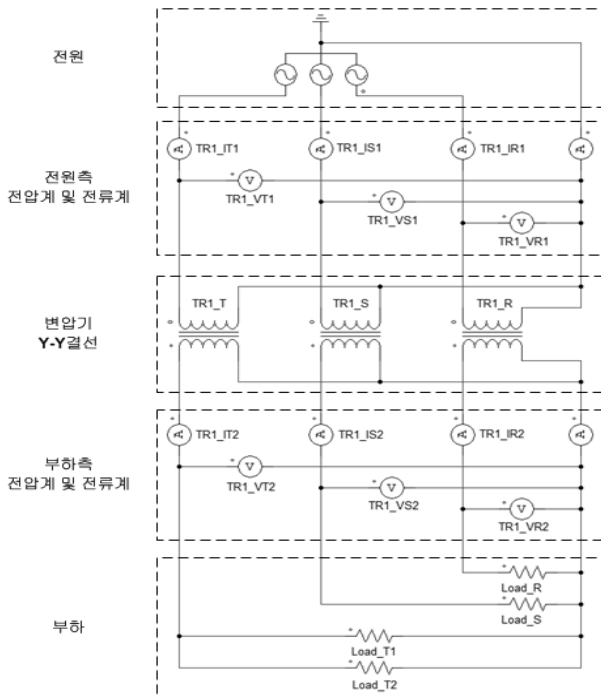 전원
전원측
전압계 및 전류계
변압기
Y-Y결선
부하측
전압계 및 전류계
부하
A
TR1_IT1
A
TR1_IS1
A
TR1_IR1
A
V
TR1_VT1
V
TR1_VS1
V
TR1_VR1
TR1_T
TR1_S
TR1_R
A
TR1_IT2
A
TR1_IS2
A
TR1_IR2
A
V
TR1_VT2
V
TR1_VS2
V
TR1_VR2
Load_R
Load_S
Load_T1
Load_T2